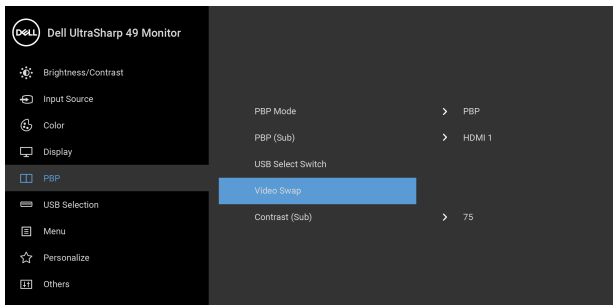 DELL Dell UltraSharp 49 Monitor
Brightness/Contrast
Input Source
Color
Display
PBP
USB Selection
Menu
Personalize
Others
PBP Mode > PBP
PBP (Sub) > HDMI 1
USB Select Switch
Video Swap
Contrast (Sub) > 75